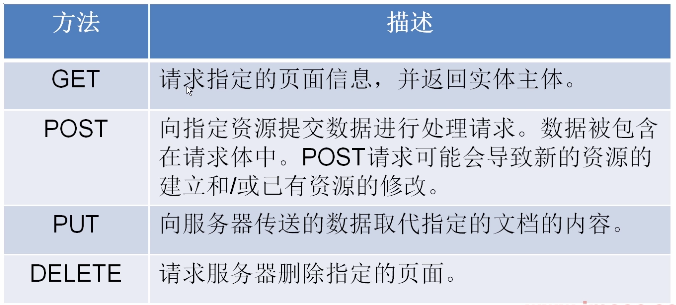 方法 描述
GET 请求指定的页面信息，并返回实体主体。
POST 向指定资源提交数据进行处理请求。数据被包含
在请求体中。POST请求可能会导致新的资源的
建立和/或已有资源的修改。
PUT 向服务器传送的数据取代指定的文档的内容。
DELETE 请求服务器删除指定的页面。